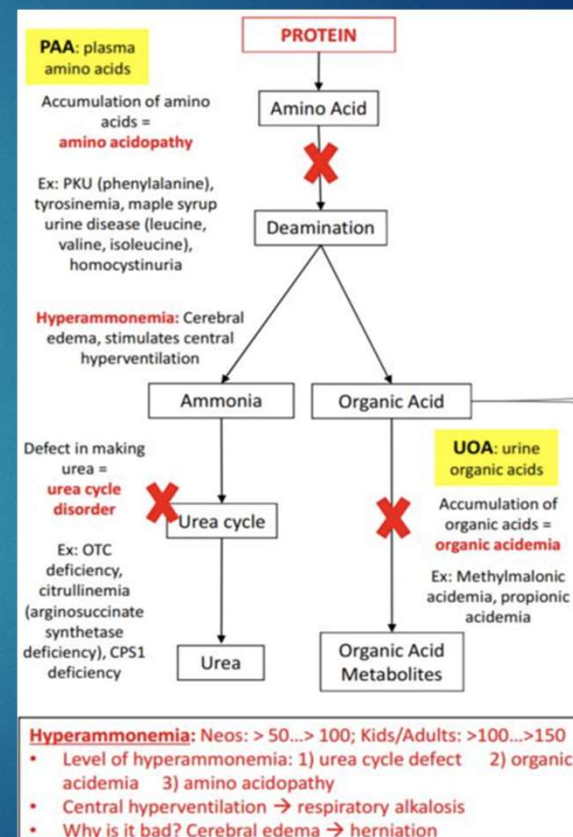 PROTEIN
PAA: plasma
amino acids
Accumulation of amino
acids =
amino acidopathy
Amino Acid
Ex: PKU (phenylalanine),
tyrosinemia, maple syrup
urine disease (leucine,
valine, isoleucine),
homocystinuria
Deamination
Hyperammonemia: Cerebral
edema, stimulates central
hyperventilation
Ammonia
Organic Acid
Defect in making
urea =
urea cycle
disorder
Urea cycle
Ex: OTC
deficiency,
citrullinemia
(arginosuccinate
synthetase
deficiency), CPS1
deficiency
Urea
UOA: urine
organic acids
Accumulation of
organic acids =
organic acidemia
Ex: Methylmalonic
acidemia, propionic
acidemia
Organic Acid
Metabolites
Hyperammonemia: Neos: > 50...> 100; Kids/Adults: >100...>150
• Level of hyperammonemia: 1) urea cycle defect 2) organic
acidemia 3) amino acidopathy
• Central hyperventilation → respiratory alkalosis
• Why is it bad? Cerebral edema → herniation